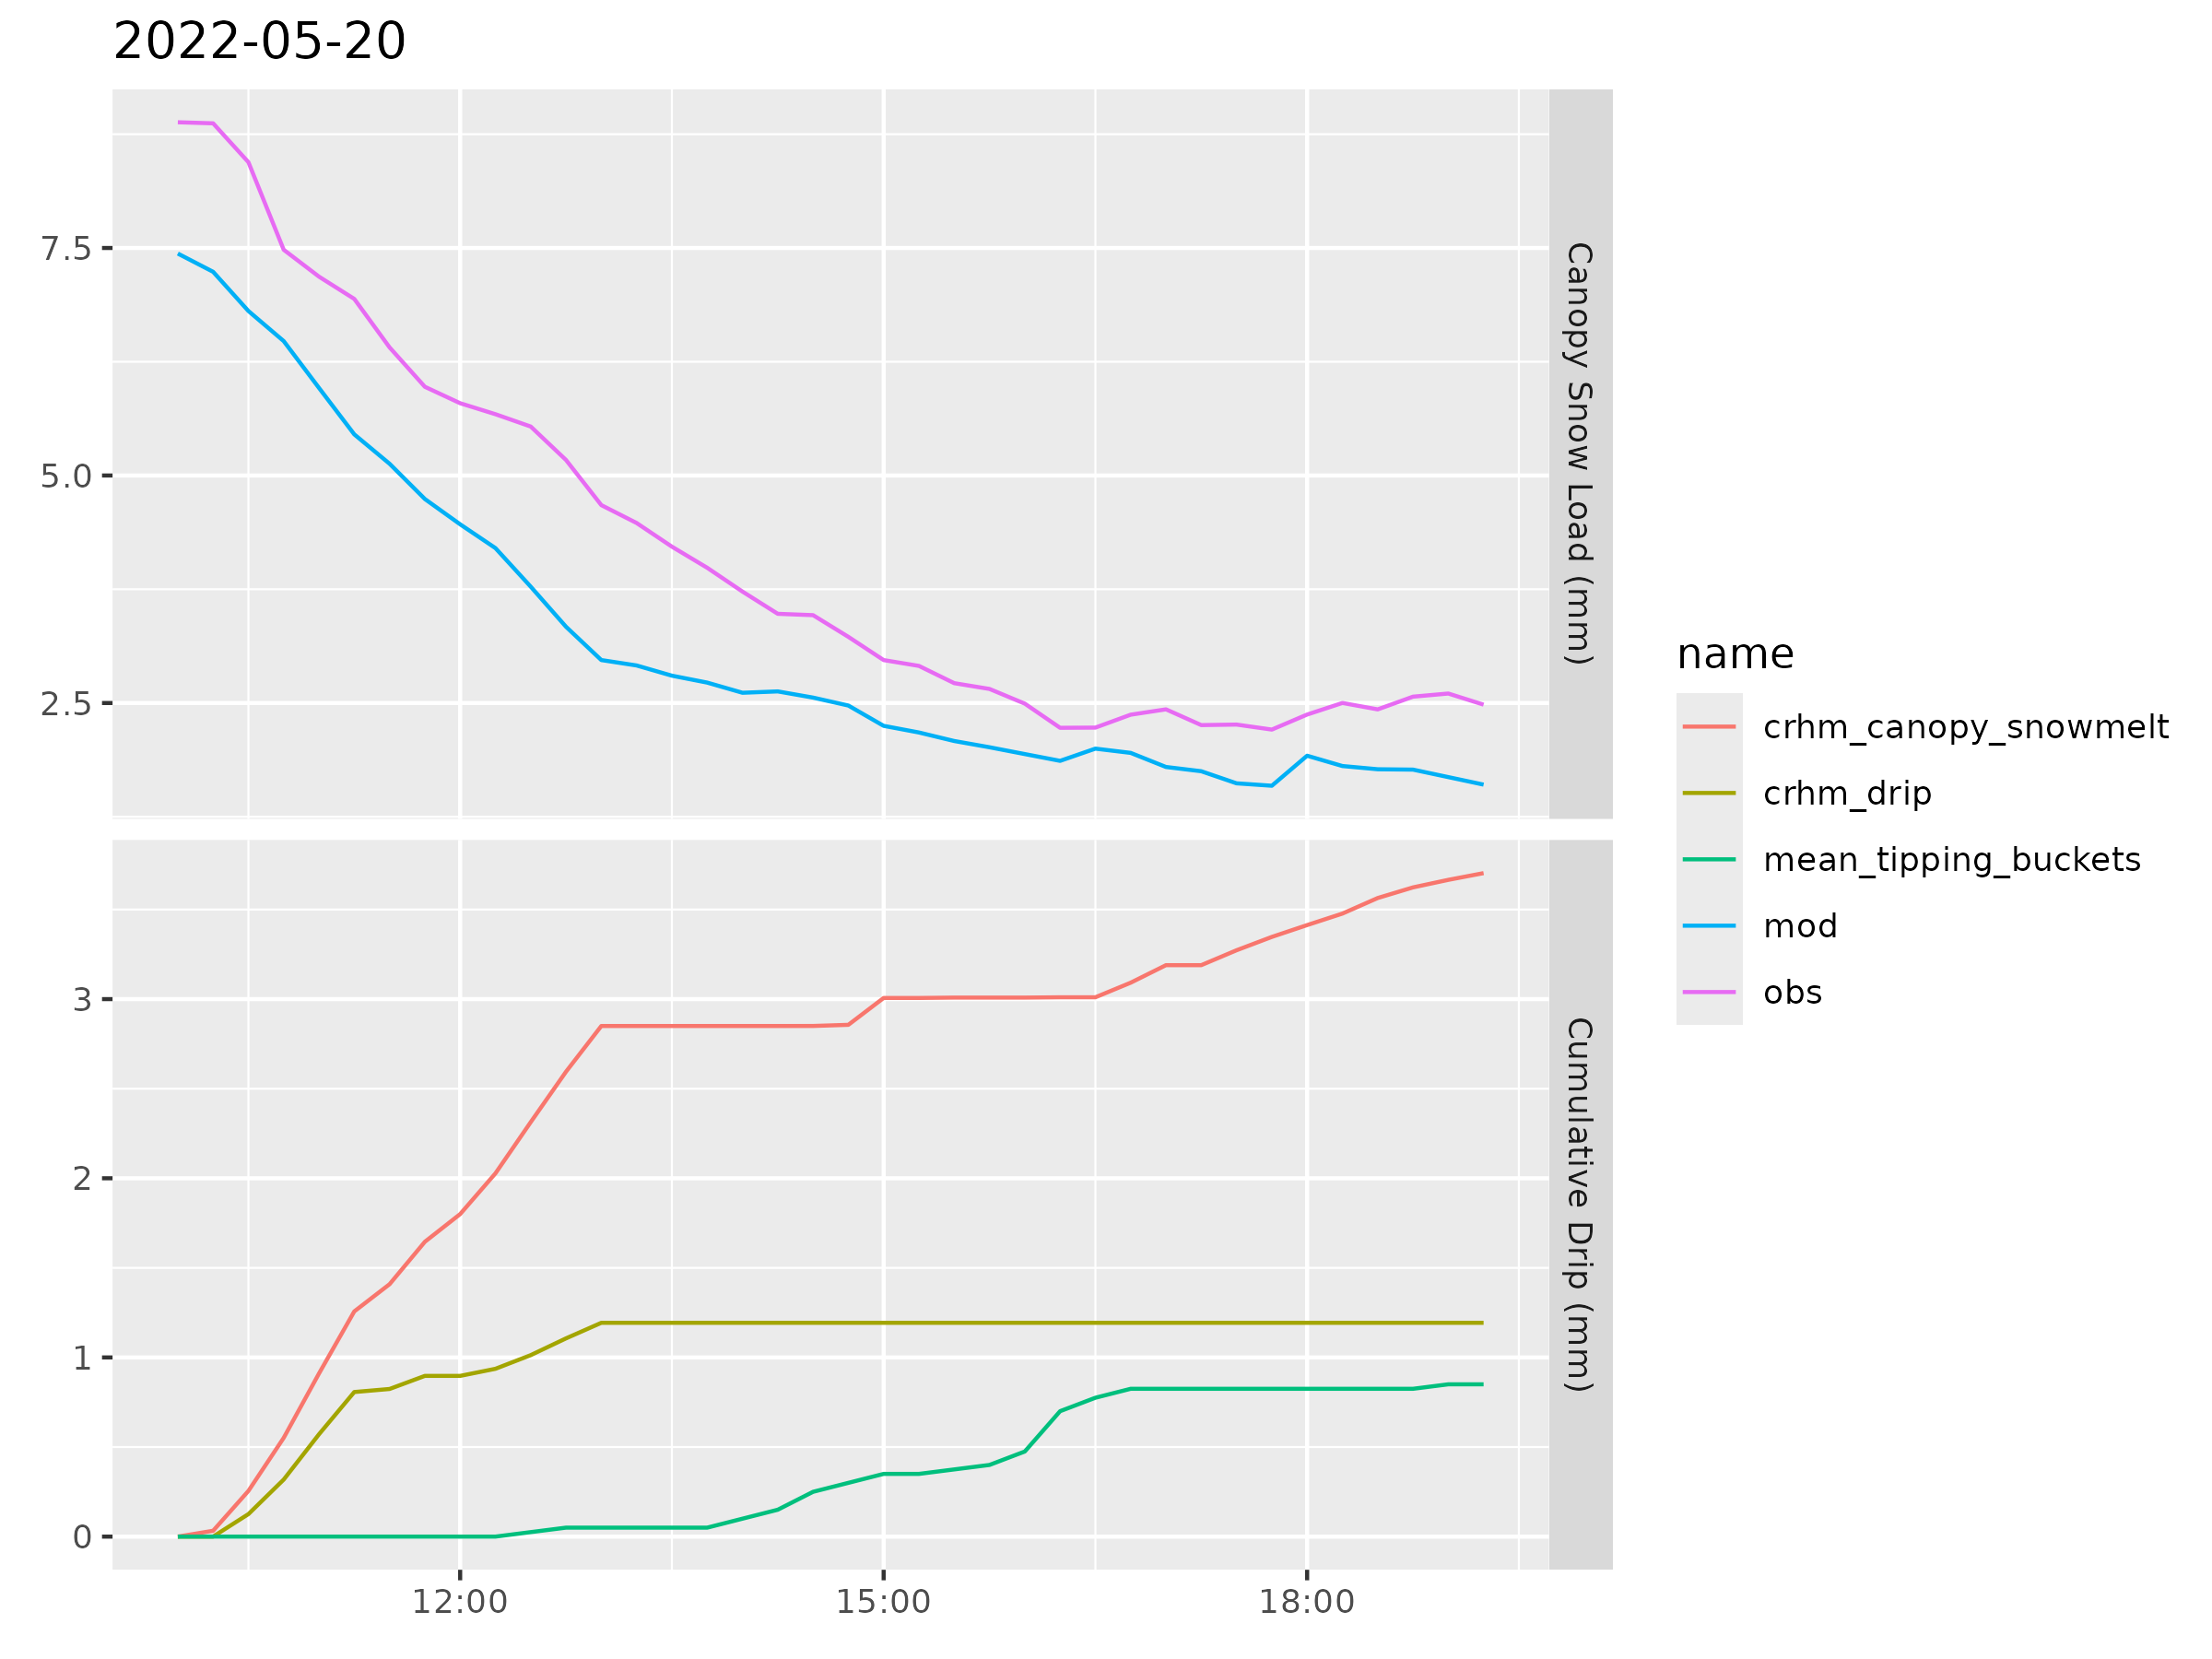 2022-05-20
7.5
5.0
2.5
Canopy Snow Load (mm)
3
2
1
0
Cumulative Drip (mm)
12:00
15:00
18:00
name
crhm_canopy_snowmelt
crhm_drip
mean_tipping_buckets
mod
obs